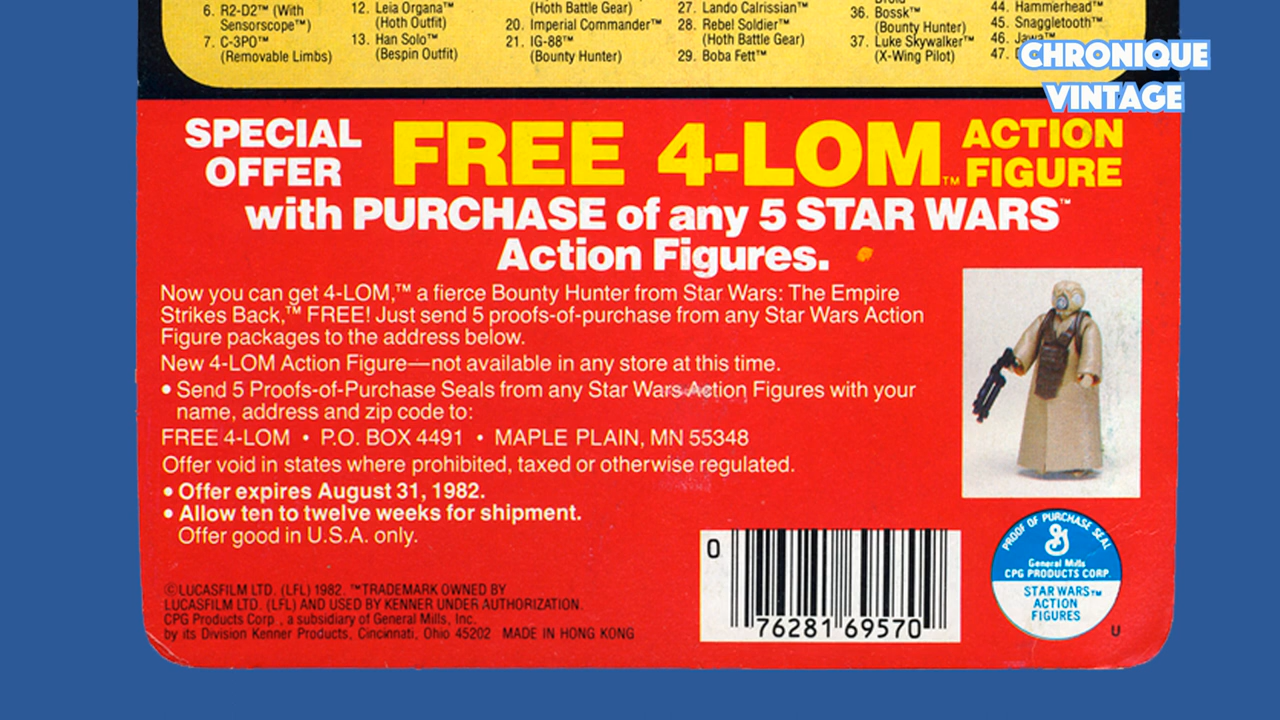 6. R2-D2™ (With
Sensorscope™)
7. C-3PO™
(Removable Limbs)
12. Leia Organa™
(Hoth Outfit)
13. Han Solo™
(Bespin Outfit)
(Hoth Battle Gear)
20. Imperial Commander™
21. IG-88™
(Bounty Hunter)
27. Lando Calrissian™
28. Rebel Soldier™
(Hoth Battle Gear)
29. Boba Fett™
36. Bossk™
(Bounty Hunter)
37. Luke Skywalker™
(X-Wing Pilot)
44. Hammerhead™
45. Snaggletooth™
46. Jawa™
47.
CHRONIQUE
VINTAGE
SPECIAL
OFFER
FREE 4-LOM™
ACTION
FIGURE
with PURCHASE of any 5 STAR WARS™
Action Figures.
Now you can get 4-LOM,™ a fierce Bounty Hunter from Star Wars: The Empire
Strikes Back,™ FREE! Just send 5 proofs-of-purchase from any Star Wars Action
Figure packages to the address below.
New 4-LOM Action Figure—not available in any store at this time.
• Send 5 Proofs-of-Purchase Seals from any Star Wars Action Figures with your
name, address and zip code to:
FREE 4-LOM • P.O. BOX 4491 • MAPLE PLAIN, MN 55348
Offer void in states where prohibited, taxed or otherwise regulated.
• Offer expires August 31, 1982.
• Allow ten to twelve weeks for shipment.
Offer good in U.S.A. only.
©LUCASFILM LTD. (LFL) 1982. ™TRADEMARK OWNED BY
LUCASFILM LTD. (LFL) AND USED BY KENNER UNDER AUTHORIZATION.
CPG Products Corp., a subsidiary of General Mills, Inc.
by its Division Kenner Products, Cincinnati, Ohio 45202 MADE IN HONG KONG
0
76281 69570
PROOF OF PURCHASE SEAL
G
General Mills
CPG PRODUCTS CORP.
STAR WARS™
ACTION
FIGURES
U